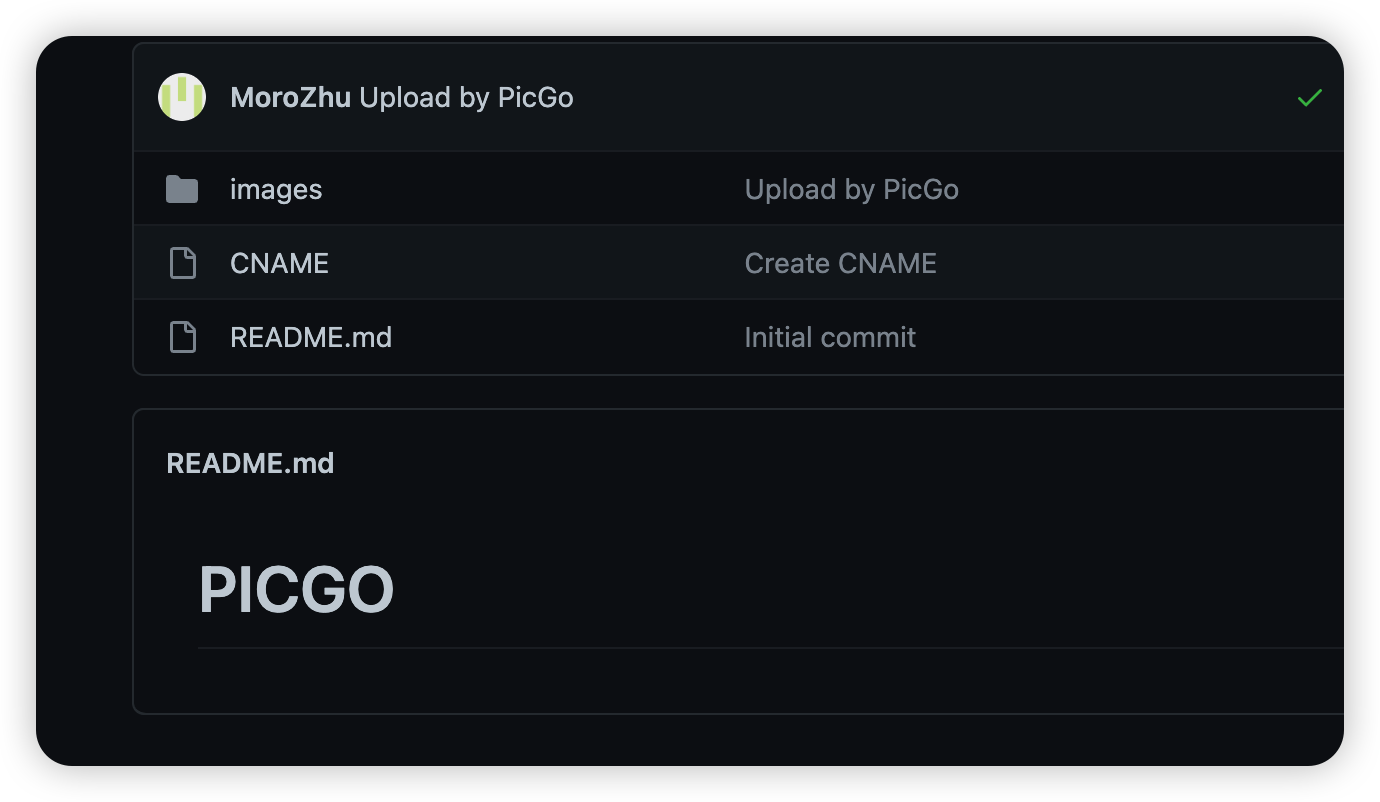 MoroZhu Upload by PicGo
images Upload by PicGo
CNAME Create CNAME
README.md Initial commit
README.md
PICGO